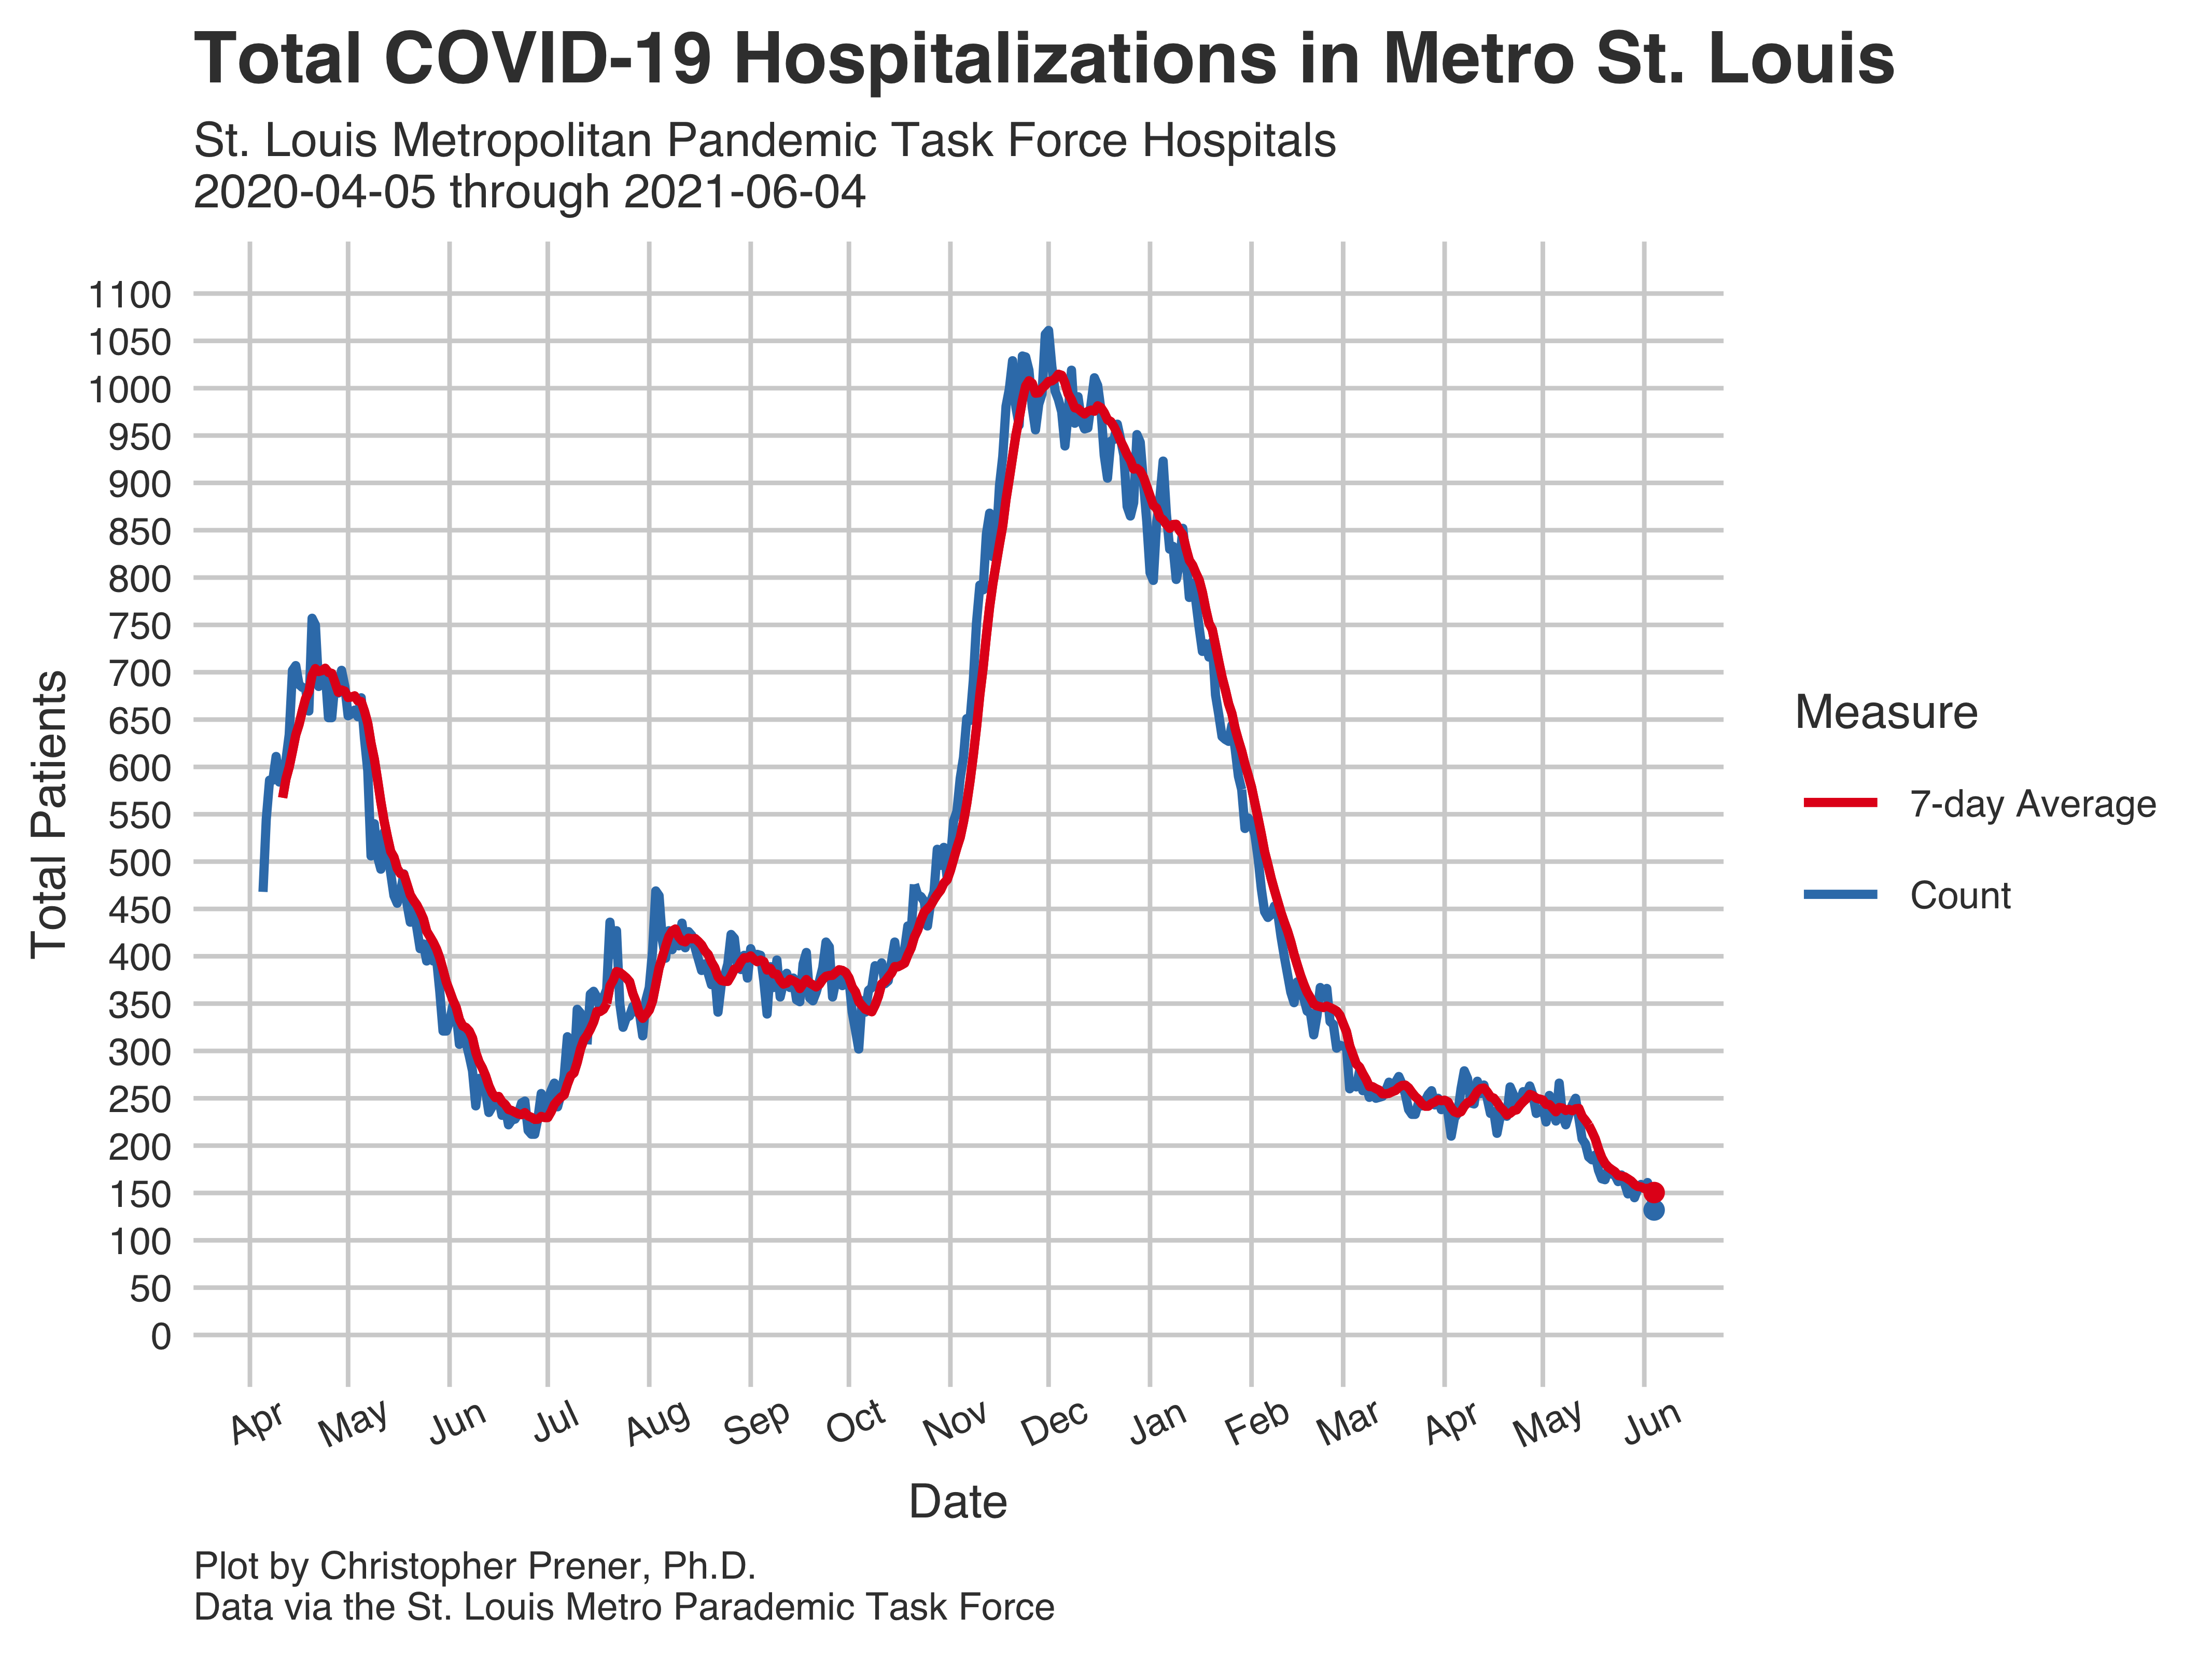 Total COVID-19 Hospitalizations in Metro St. Louis
St. Louis Metropolitan Pandemic Task Force Hospitals
2020-04-05 through 2021-06-04
1100
1050
1000
950
900
850
800
750
700
650
600
550
500
450
400
350
300
250
200
150
100
50
0
Total Patients
Apr May Jun Jul Aug Sep Oct Nov Dec Jan Feb Mar Apr May Jun
Date
Measure
7-day Average
Count
Plot by Christopher Prener, Ph.D.
Data via the St. Louis Metro Parademic Task Force